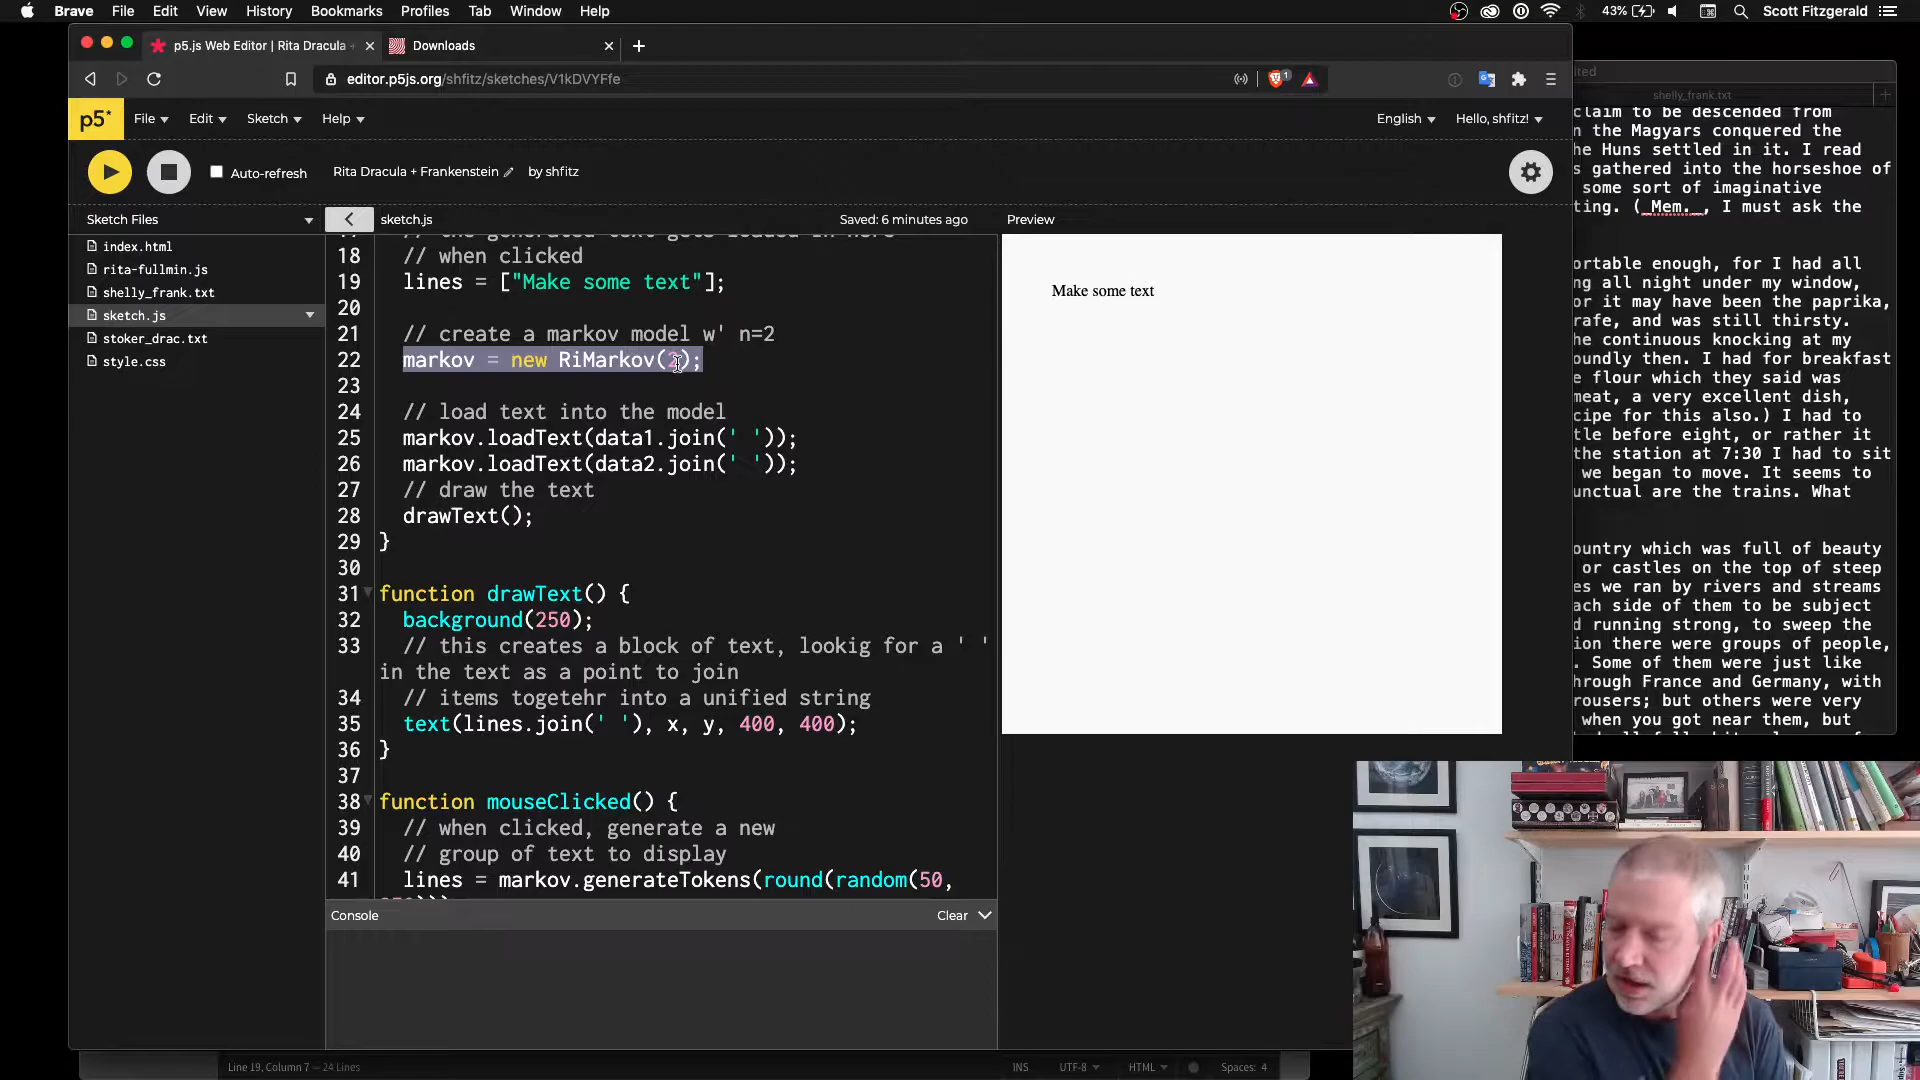 Brave File Edit View History Bookmarks Profiles Tab Window Help 43% Scott Fitzgerald
p5.js Web Editor | Rita Dracula Downloads
editor.p5js.org/shfitz/sketches/V1kDVYFfe
p5* File Edit Sketch Help English Hello, shfitz!
Auto-refresh Rita Dracula + Frankenstein by shfitz
Sketch Files
index.html
rita-fullmin.js
shelly_frank.txt
sketch.js
stoker_drac.txt
style.css
sketch.js Saved: 6 minutes ago
18 // when clicked
19 lines = ["Make some text"];
20
21 // create a markov model w' n=2
22 markov = new RiMarkov(2);
23
24 // load text into the model
25 markov.loadText(data1.join(' '));
26 markov.loadText(data2.join(' '));
27 // draw the text
28 drawText();
29 }
30
31 function drawText() {
32 background(250);
33 // this creates a block of text, lookig for a ' '
in the text as a point to join
34 // items togetehr into a unified string
35 text(lines.join(' '), x, y, 400, 400);
36 }
37
38 function mouseClicked() {
39 // when clicked, generate a new
40 // group of text to display
41 lines = markov.generateTokens(round(random(50,
Console Clear
Preview
Make some text
shelly_frank.txt
claim to be descended from
n the Magyars conquered the
he Huns settled in it. I read
s gathered into the horseshoe of
some sort of imaginative
ting. (_Mem._, I must ask the
ortable enough, for I had all
ng all night under my window,
or it may have been the paprika,
rafe, and was still thirsty.
he continuous knocking at my
oundly then. I had for breakfast
e flour which they said was
meat, a very excellent dish,
cipe for this also.) I had to
tle before eight, or rather it
the station at 7:30 I had to sit
we began to move. It seems to
unctual are the trains. What
ountry which was full of beauty
or castles on the top of steep
es we ran by rivers and streams
ach side of them to be subject
d running strong, to sweep the
ion there were groups of people,
. Some of them were just like
hrough France and Germany, with
rousers; but others were very
when you got near them, but
Line 19, Column 7 — 24 Lines INS UTF-8 HTML Spaces: 4